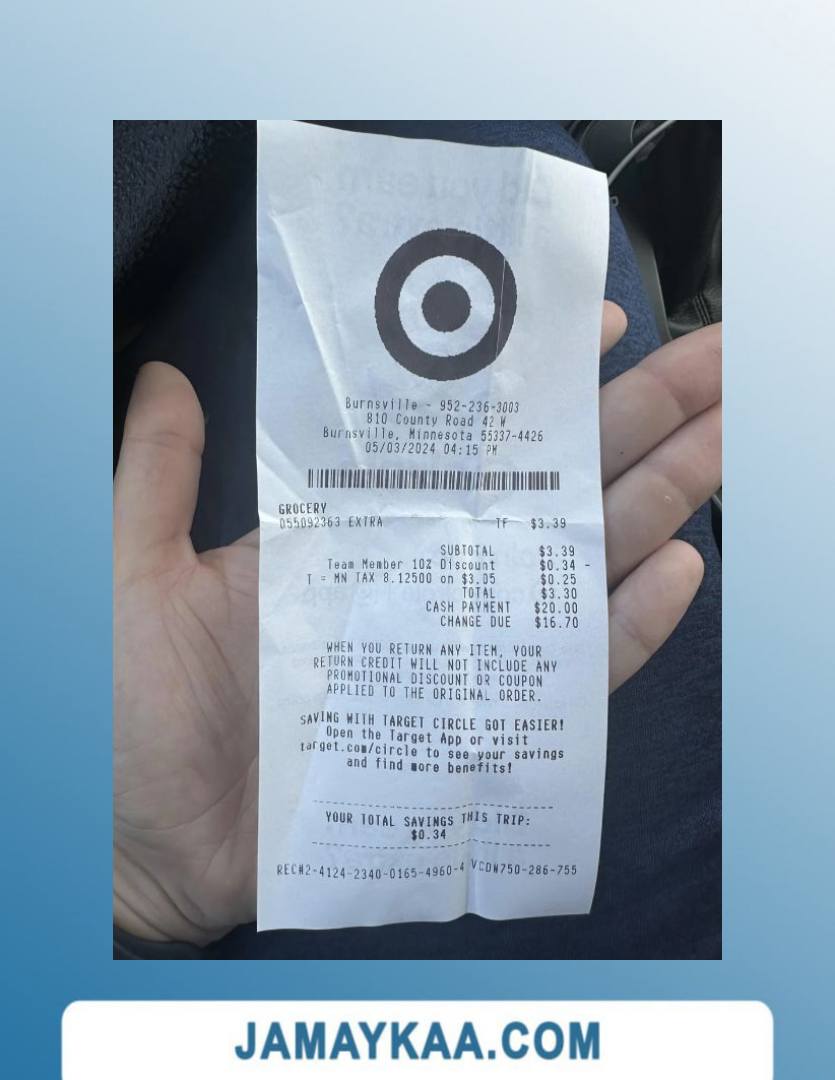 Burnsville - 952-236-3003
810 County Road 42 W
Burnsville, Minnesota 55337-4426
05/03/2024 04:15 PM
GROCERY
055092363 EXTRA TF $3.39
SUBTOTAL $3.39
Team Member 10% Discount $0.34 -
T = MN TAX 8.12500 on $3.05 $0.25
TOTAL $3.30
CASH PAYMENT $20.00
CHANGE DUE $16.70
WHEN YOU RETURN ANY ITEM, YOUR
RETURN CREDIT WILL NOT INCLUDE ANY
PROMOTIONAL DISCOUNT OR COUPON
APPLIED TO THE ORIGINAL ORDER.
SAVING WITH TARGET CIRCLE GOT EASIER!
Open the Target App or visit
target.com/circle to see your savings
and find more benefits!
YOUR TOTAL SAVINGS THIS TRIP:
$0.34
REC#2-4124-2340-0165-4960-4 VCD#750-286-755
JAMAYKAA.COM